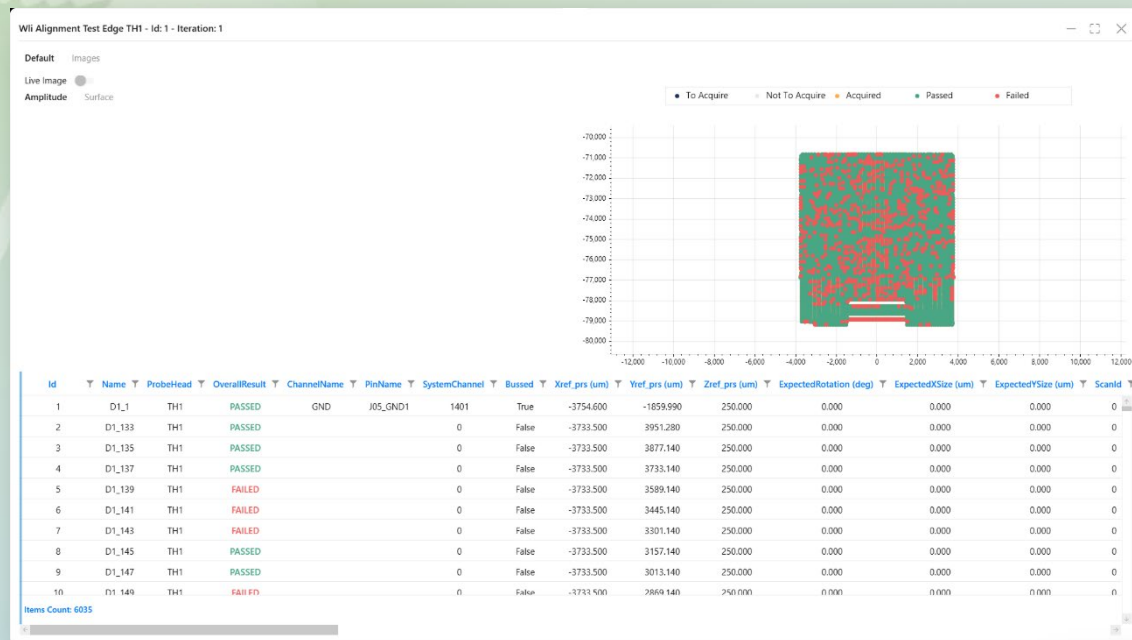 Wli Alignment Test Edge TH1 - Id: 1 - Iteration: 1
Default Images
Live Image
Amplitude Surface
To Acquire Not To Acquire Acquired Passed Failed
-70,000
-71,000
-72,000
-73,000
-74,000
-75,000
-76,000
-77,000
-78,000
-79,000
-80,000
-12,000 -10,000 -8,000 -6,000 -4,000 -2,000 0 2,000 4,000 6,000 8,000 10,000 12,000
Id Name ProbeHead OverallResult ChannelName PinName SystemChannel Bussed Xref_prs (um) Yref_prs (um) Zref_prs (um) ExpectedRotation (deg) ExpectedXSize (um) ExpectedYSize (um) ScanId
1 D1_1 TH1 PASSED GND J05_GND1 1401 True -3754.600 -1859.990 250.000 0.000 0.000 0.000 0
2 D1_133 TH1 PASSED 0 False -3733.500 3951.280 250.000 0.000 0.000 0.000 0
3 D1_135 TH1 PASSED 0 False -3733.500 3877.140 250.000 0.000 0.000 0.000 0
4 D1_137 TH1 PASSED 0 False -3733.500 3733.140 250.000 0.000 0.000 0.000 0
5 D1_139 TH1 FAILED 0 False -3733.500 3589.140 250.000 0.000 0.000 0.000 0
6 D1_141 TH1 FAILED 0 False -3733.500 3445.140 250.000 0.000 0.000 0.000 0
7 D1_143 TH1 FAILED 0 False -3733.500 3301.140 250.000 0.000 0.000 0.000 0
8 D1_145 TH1 PASSED 0 False -3733.500 3157.140 250.000 0.000 0.000 0.000 0
9 D1_147 TH1 PASSED 0 False -3733.500 3013.140 250.000 0.000 0.000 0.000 0
10 D1_149 TH1 FAILED 0 False -3733.500 2869.140 250.000 0.000 0.000 0.000 0
Items Count: 6035